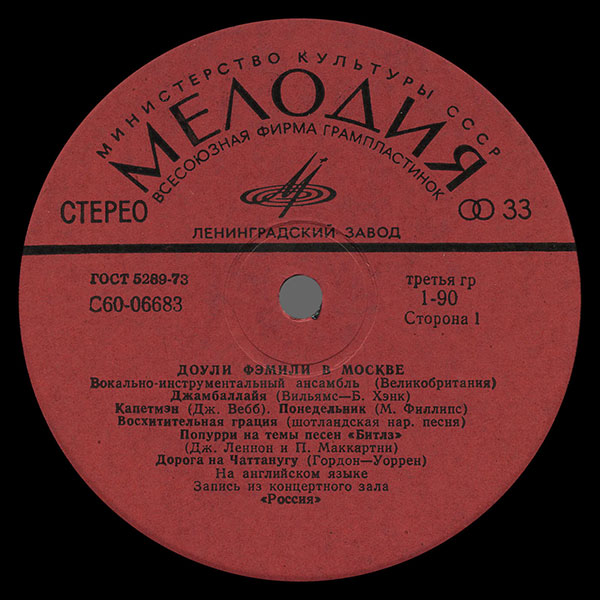 МИНИСТЕРСТВО КУЛЬТУРЫ СССР
МЕЛОДИЯ
ВСЕСОЮЗНАЯ ФИРМА ГРАМПЛАСТИНОК
СТЕРЕО
33
ЛЕНИНГРАДСКИЙ ЗАВОД
ГОСТ 5289-73
С60-06683
третья гр
1-90
Сторона 1
ДОУЛИ ФЭМИЛИ В МОСКВЕ
Вокально-инструментальный ансамбль (Великобритания)
Джамбаллайя (Вильямс—Б. Хэнк)
Капетмэн (Дж. Вебб). Понедельник (М. Филлипс)
Восхитительная грация (шотландская нар. песня)
Попурри на темы песен «Битлз»
(Дж. Леннон и П. Маккартни)
Дорога на Чаттанугу (Гордон—Уоррен)
На английском языке
Запись из концертного зала
«Россия»